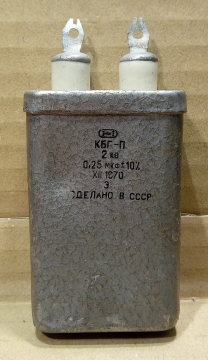 КБГ-П
2 кв
0,25 мкф±10%
XII 1970
3
СДЕЛАНО В СССР